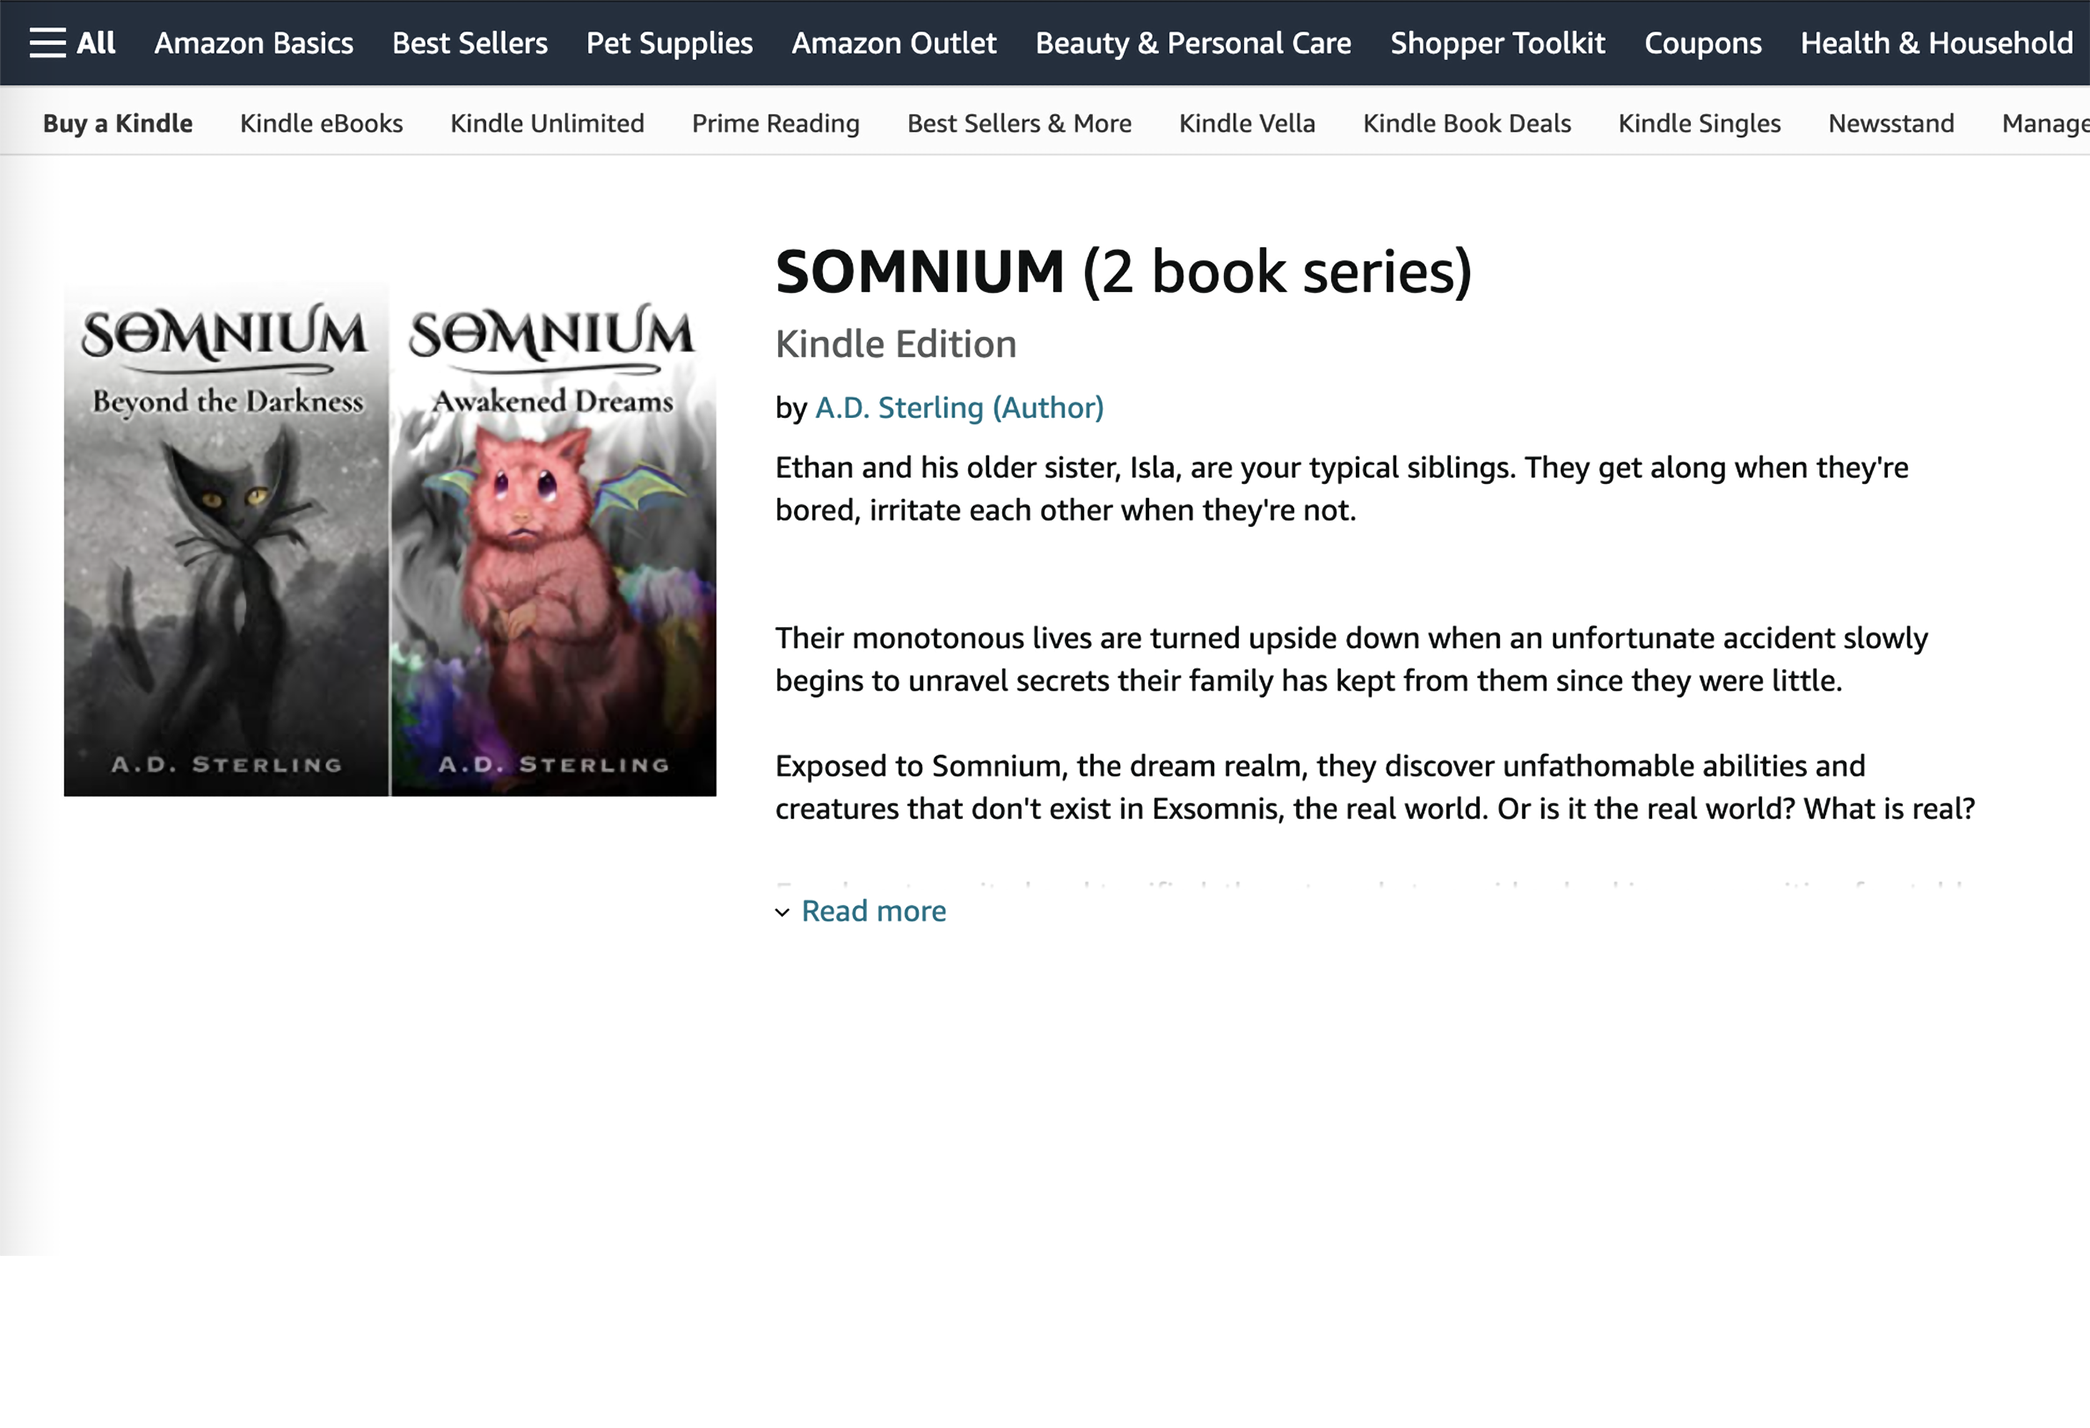 All Amazon Basics Best Sellers Pet Supplies Amazon Outlet Beauty & Personal Care Shopper Toolkit Coupons Health & Household
Buy a Kindle Kindle eBooks Kindle Unlimited Prime Reading Best Sellers & More Kindle Vella Kindle Book Deals Kindle Singles Newsstand Manage
SOMNIUM
Beyond the Darkness
A.D. STERLING
SOMNIUM
Awakened Dreams
A.D. STERLING
SOMNIUM (2 book series)
Kindle Edition
by A.D. Sterling (Author)
Ethan and his older sister, Isla, are your typical siblings. They get along when they're
bored, irritate each other when they're not.
Their monotonous lives are turned upside down when an unfortunate accident slowly
begins to unravel secrets their family has kept from them since they were little.
Exposed to Somnium, the dream realm, they discover unfathomable abilities and
creatures that don't exist in Exsomnis, the real world. Or is it the real world? What is real?
Read more